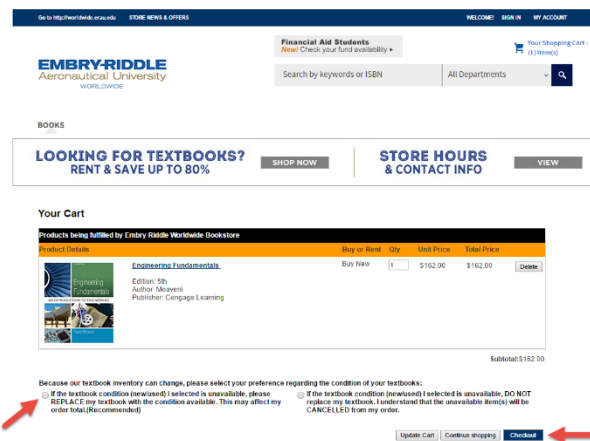 Go to http://worldwide.erau.edu STORE NEWS & OFFERS WELCOME! SIGN IN MY ACCOUNT
Financial Aid Students
New! Check your fund availability ▸
Your Shopping Cart -
(1) Item(s)
EMBRY-RIDDLE
Aeronautical University
WORLDWIDE
Search by keywords or ISBN All Departments
BOOKS
LOOKING FOR TEXTBOOKS?
RENT & SAVE UP TO 80%
SHOP NOW
STORE HOURS
& CONTACT INFO
VIEW
Your Cart
Products being fulfilled by Embry Riddle Worldwide Bookstore
Product Details Buy or Rent Qty Unit Price Total Price
Engineering Fundamentals Buy New 1 $162.00 $162.00 Delete
Edition: 5th
Author: Moaveni
Publisher: Cengage Learning
Engineering
Fundamentals
AN INTRODUCTION TO ENGINEERING
Subtotal:$162.00
Because our textbook inventory can change, please select your preference regarding the condition of your textbooks:
If the textbook condition (new/used) I selected is unavailable, please
REPLACE my textbook with the condition available. This may affect my
order total.(Recommended)
If the textbook condition (new/used) I selected is unavailable, DO NOT
replace my textbook. I understand that the unavailable item(s) will be
CANCELLED from my order.
Update Cart Continue shopping Checkout